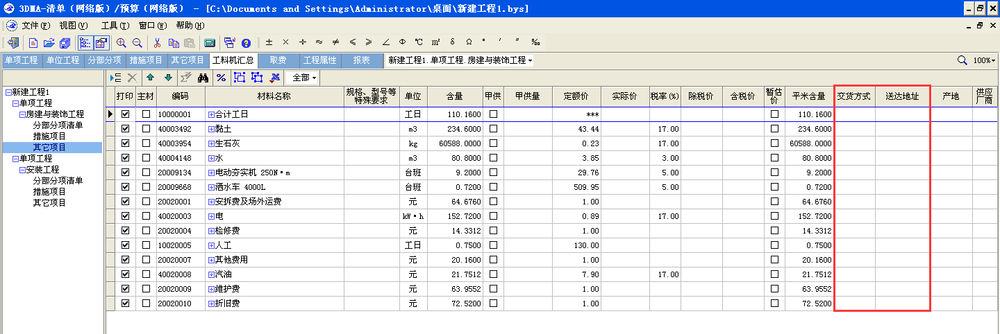 3DMA-清单（网络版）/预算（网络版） - [C:\Documents and Settings\Administrator\桌面\新建工程1.bys]
文件(F) 视图(V) 工具(T) 窗口(W) 帮助(H)
± × ÷ ≈ ≠ ≤ ≥ ∠ Φ ℃ m² δ Ω ° ′ ″ ‰
单项工程 单位工程 分部分项 措施项目 其它项目 工料机汇总 取费 工程属性 报表 新建工程1.单项工程.房建与装饰工程 100%
% 全部
新建工程1
单项工程
房建与装饰工程
分部分项清单
措施项目
其它项目
单项工程
安装工程
分部分项清单
措施项目
其它项目
打印 主材 编码 材料名称 规格、型号等特殊要求 单位 含量 甲供 甲供量 定额价 实际价 税率(%) 除税价 含税价 暂估价 平米含量 交货方式 送达地址 产地 供应厂商
10000001 合计工日 工日 110.1600 *** 110.1600
40003492 黏土 m3 234.6000 43.44 17.00 234.6000
40003954 生石灰 kg 60588.0000 0.23 17.00 60588.0000
40004148 水 m3 80.8000 3.85 3.00 80.8000
20009134 电动夯实机 250N·m 台班 9.2000 29.76 5.00 9.2000
20009668 洒水车 4000L 台班 0.7200 509.95 5.00 0.7200
20020001 安拆费及场外运费 元 64.6760 1.00 64.6760
40020003 电 kW·h 152.7200 0.89 17.00 152.7200
20020004 检修费 元 14.3312 1.00 14.3312
10020005 人工 工日 0.7500 130.00 0.7500
20020007 其他费用 元 20.1600 1.00 20.1600
40020008 汽油 元 21.7512 7.90 17.00 21.7512
20020009 维护费 元 63.9552 1.00 63.9552
20020010 折旧费 元 72.5200 1.00 72.5200